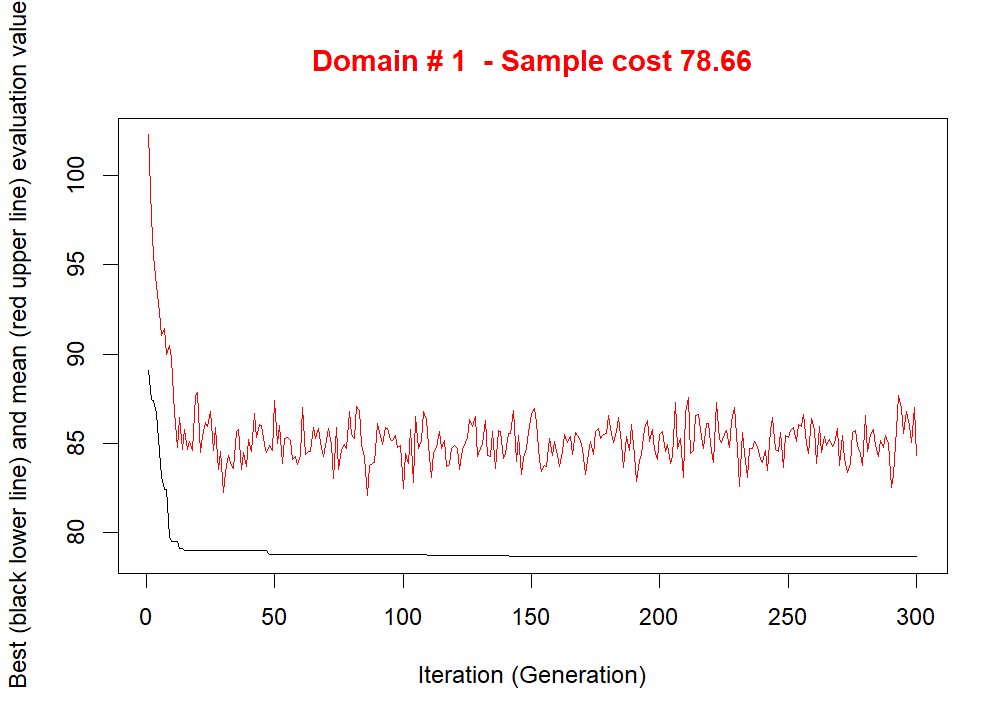 Domain # 1  - Sample cost 78.66
Best (black lower line) and mean (red upper line) evaluation value
100
95
90
85
80
0 50 100 150 200 250 300
Iteration (Generation)